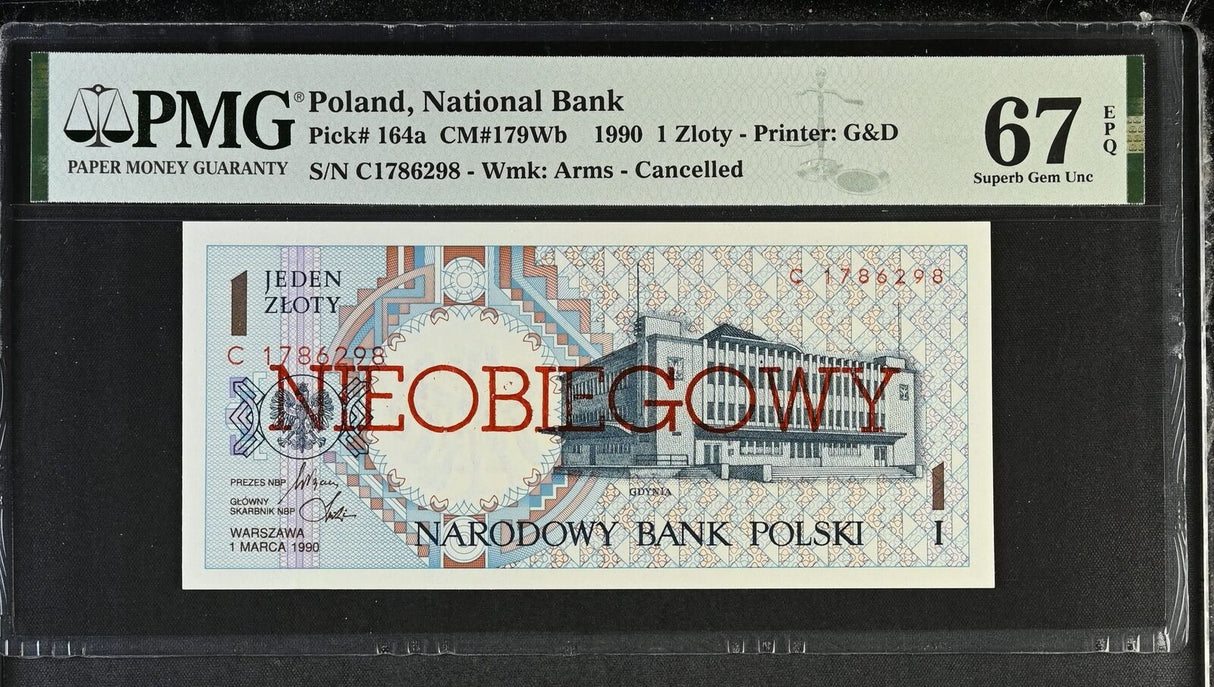 PMG®
PAPER MONEY GUARANTY
Poland, National Bank
Pick# 164a CM#179Wb 1990 1 Zloty - Printer: G&D
S/N C1786298 - Wmk: Arms - Cancelled
67
EPQ
Superb Gem Unc
1
JEDEN
ZŁOTY
C 1786298
C 1786298
NIEOBIEGOWY
PREZES NBP
GŁÓWNY
SKARBNIK NBP
WARSZAWA
1 MARCA 1990
GDYNIA
NARODOWY BANK POLSKI
1
I